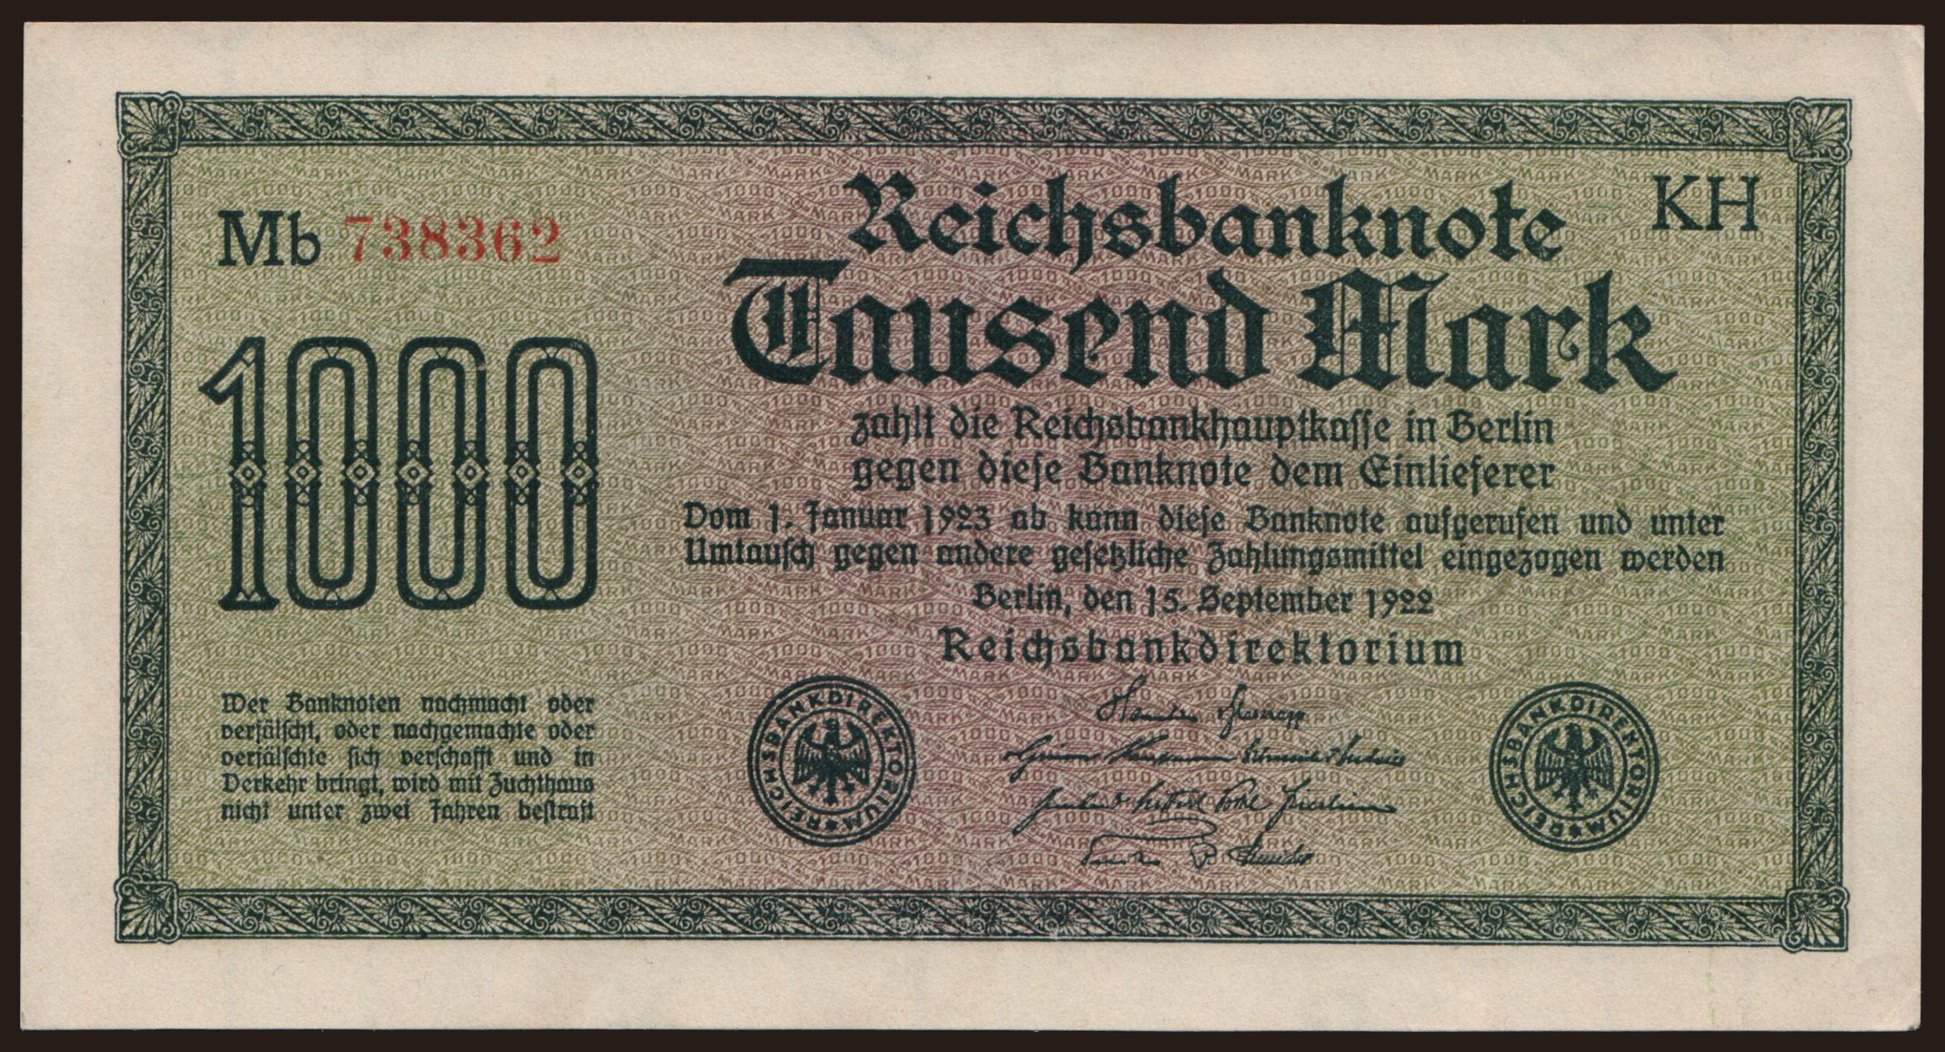 Mb 738362
KH
Reichsbanknote
Tausend Mark
1000
zahlt die Reichsbankhauptkasse in Berlin
gegen diese Banknote dem Einlieferer
Vom 1. Januar 1923 ab kann diese Banknote aufgerufen und unter
Umtausch gegen andere gesetzliche Zahlungsmittel eingezogen werden
Berlin, den 15. September 1922
Reichsbankdirektorium
Wer Banknoten nachmacht oder
verfälscht, oder nachgemachte oder
verfälschte sich verschafft und in
Verkehr bringt, wird mit Zuchthaus
nicht unter zwei Jahren bestraft
REICHSBANKDIREKTORIUM
REICHSBANKDIREKTORIUM